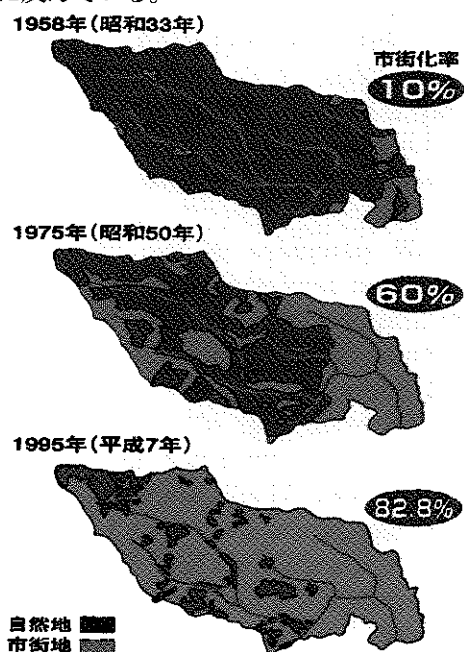 1958年(昭和33年)
市街化率
10%
1975年(昭和50年)
60%
1995年(平成7年)
82.8%
自然地
市街地